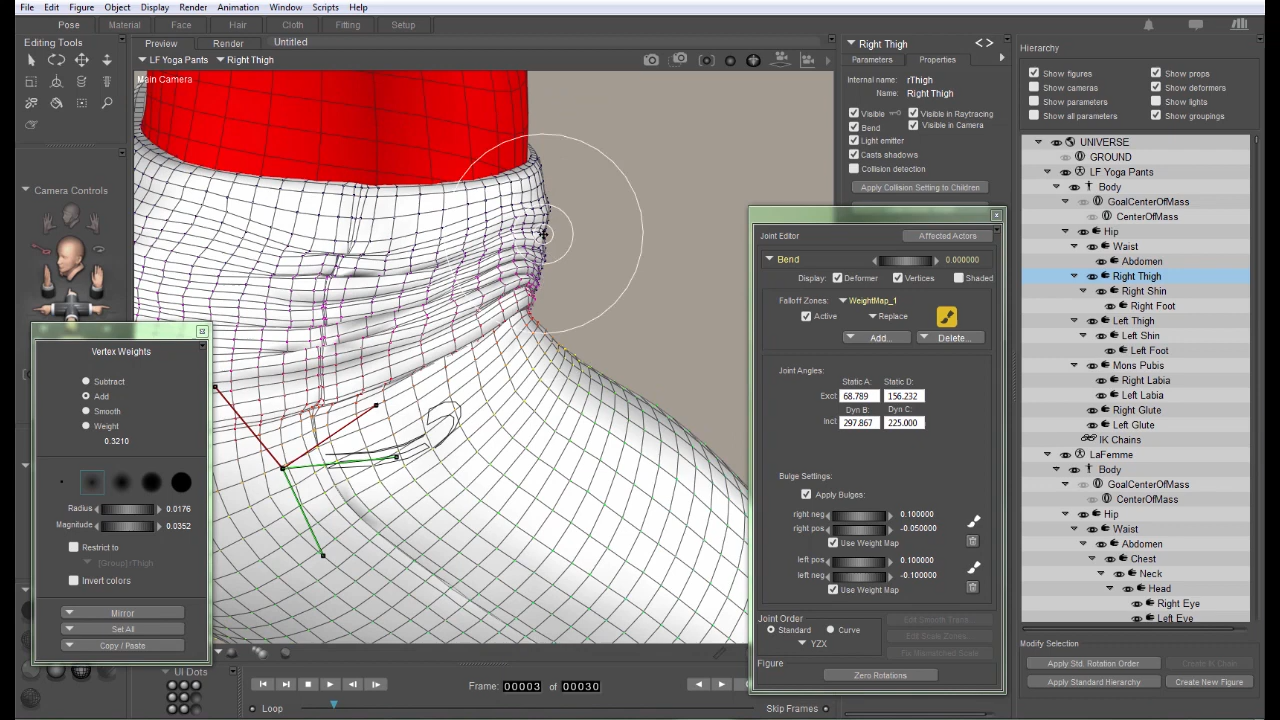 File Edit Figure Object Display Render Animation Window Scripts Help
Pose Material Face Hair Cloth Fitting Setup
Editing Tools
Preview Render Untitled
LF Yoga Pants Right Thigh
Main Camera
Camera Controls
Vertex Weights
Subtract
Add
Smooth
Weight
0.3210
Radius 0.0176
Magnitude 0.0352
Restrict to
(Group) rThigh
Invert colors
Mirror
Set All
Copy / Paste
UI Dots
Frame: 00003 of 00030
Loop
Skip Frames
Right Thigh
Parameters Properties
Internal name: rThigh
Name: Right Thigh
Visible Visible in Raytracing
Bend Visible in Camera
Light emitter
Casts shadows
Collision detection
Apply Collision Setting to Children
Joint Editor Affected Actors
Bend 0.000000
Display: Deformer Vertices Shaded
Falloff Zones: WeightMap_1
Active Replace
Add... Delete...
Joint Angles:
Static A: Static D:
Excl: 68.789 156.232
Dyn B: Dyn C:
Incl: 297.867 225.000
Bulge Settings:
Apply Bulges:
right neg 0.100000
right pos -0.050000
Use Weight Map
left pos 0.100000
left neg -0.100000
Use Weight Map
Joint Order
Standard Curve
YZX
Edit Scale Zones
Fix Mismatched Scale
Figure
Zero Rotations
Hierarchy
Show figures Show props
Show cameras Show deformers
Show parameters Show lights
Show all parameters Show groupings
UNIVERSE
GROUND
LF Yoga Pants
Body
GoalCenterOfMass
CenterOfMass
Hip
Waist
Abdomen
Right Thigh
Right Shin
Right Foot
Left Thigh
Left Shin
Left Foot
Mons Pubis
Right Labia
Left Labia
Right Glute
Left Glute
IK Chains
LaFemme
Body
GoalCenterOfMass
CenterOfMass
Hip
Waist
Abdomen
Chest
Neck
Head
Right Eye
Left Eye
Modify Selection
Apply Std. Rotation Order Create IK Chain
Apply Standard Hierarchy Create New Figure